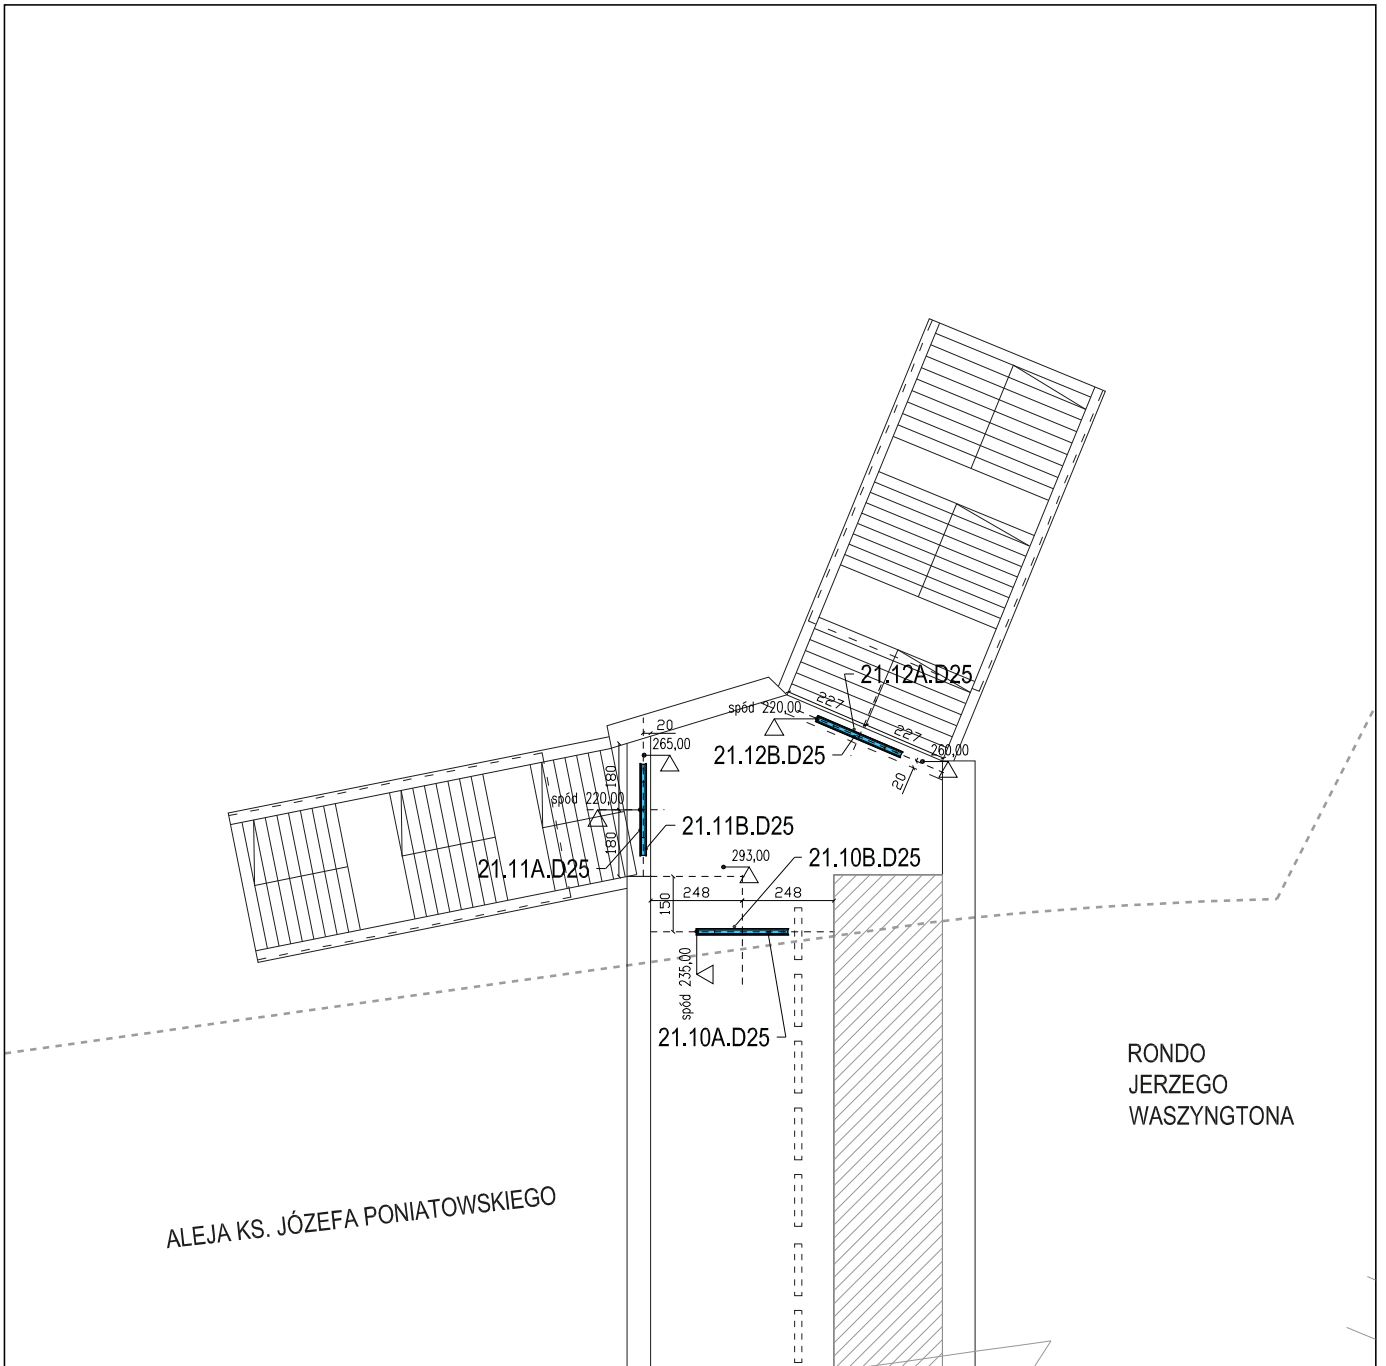 21.12A.D25
227
spód 220,00
227
20
265,00
21.12B.D25
260,00
20
180
spód 220,00
21.11B.D25
180
21.11A.D25
293,00
21.10B.D25
248
248
150
spód 235,00
21.10A.D25
RONDO
JERZEGO
WASZYNGTONA
ALEJA KS. JÓZEFA PONIATOWSKIEGO